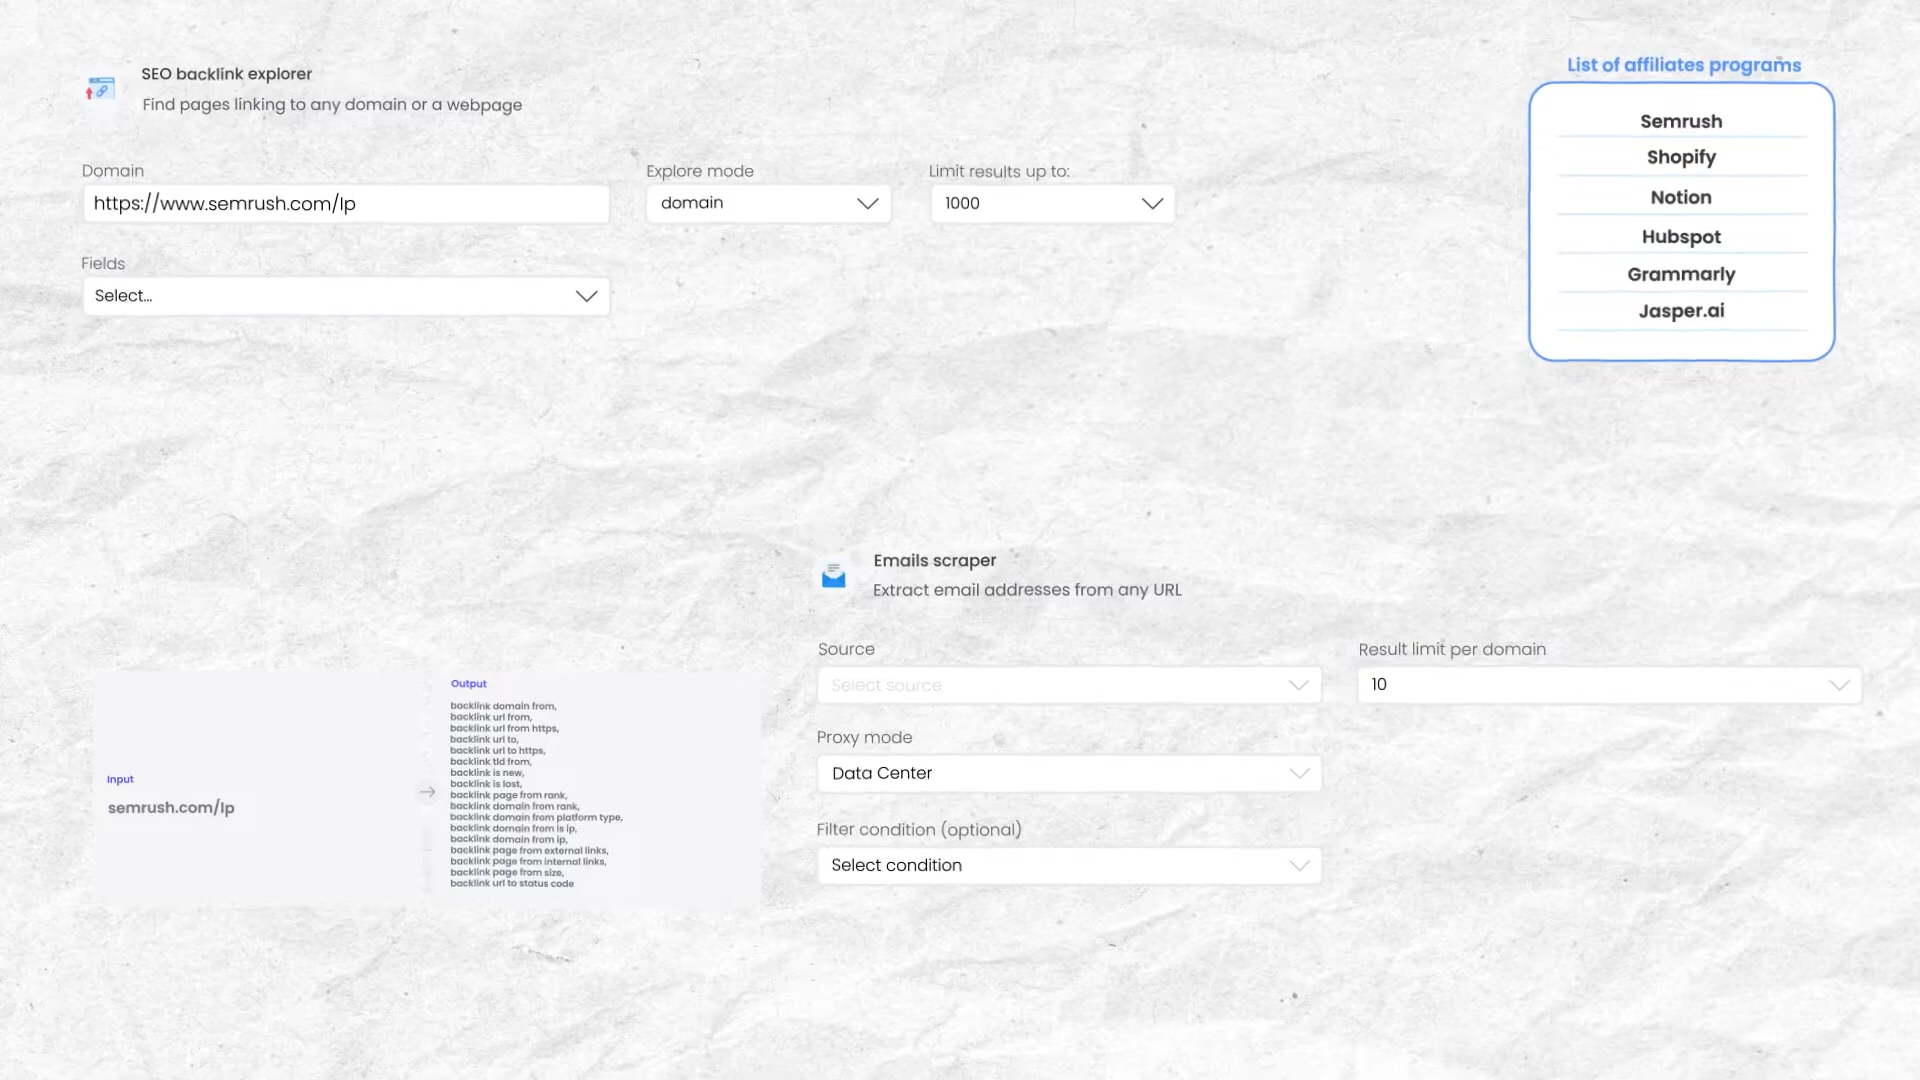 SEO backlink explorer
Find pages linking to any domain or a webpage
Domain
https://www.semrush.com/lp
Explore mode
domain
Limit results up to:
1000
Fields
Select...
List of affiliates programs
Semrush
Shopify
Notion
Hubspot
Grammarly
Jasper.ai
Input
semrush.com/lp
Output
backlink domain from,
backlink url from,
backlink url from https,
backlink url to,
backlink url to https,
backlink tld from,
backlink is new,
backlink is lost,
backlink page from rank,
backlink domain from rank,
backlink domain from platform type,
backlink domain from is ip,
backlink domain from ip,
backlink page from external links,
backlink page from internal links,
backlink page from size,
backlink url to status code
Emails scraper
Extract email addresses from any URL
Source
Select source
Result limit per domain
10
Proxy mode
Data Center
Filter condition (optional)
Select condition